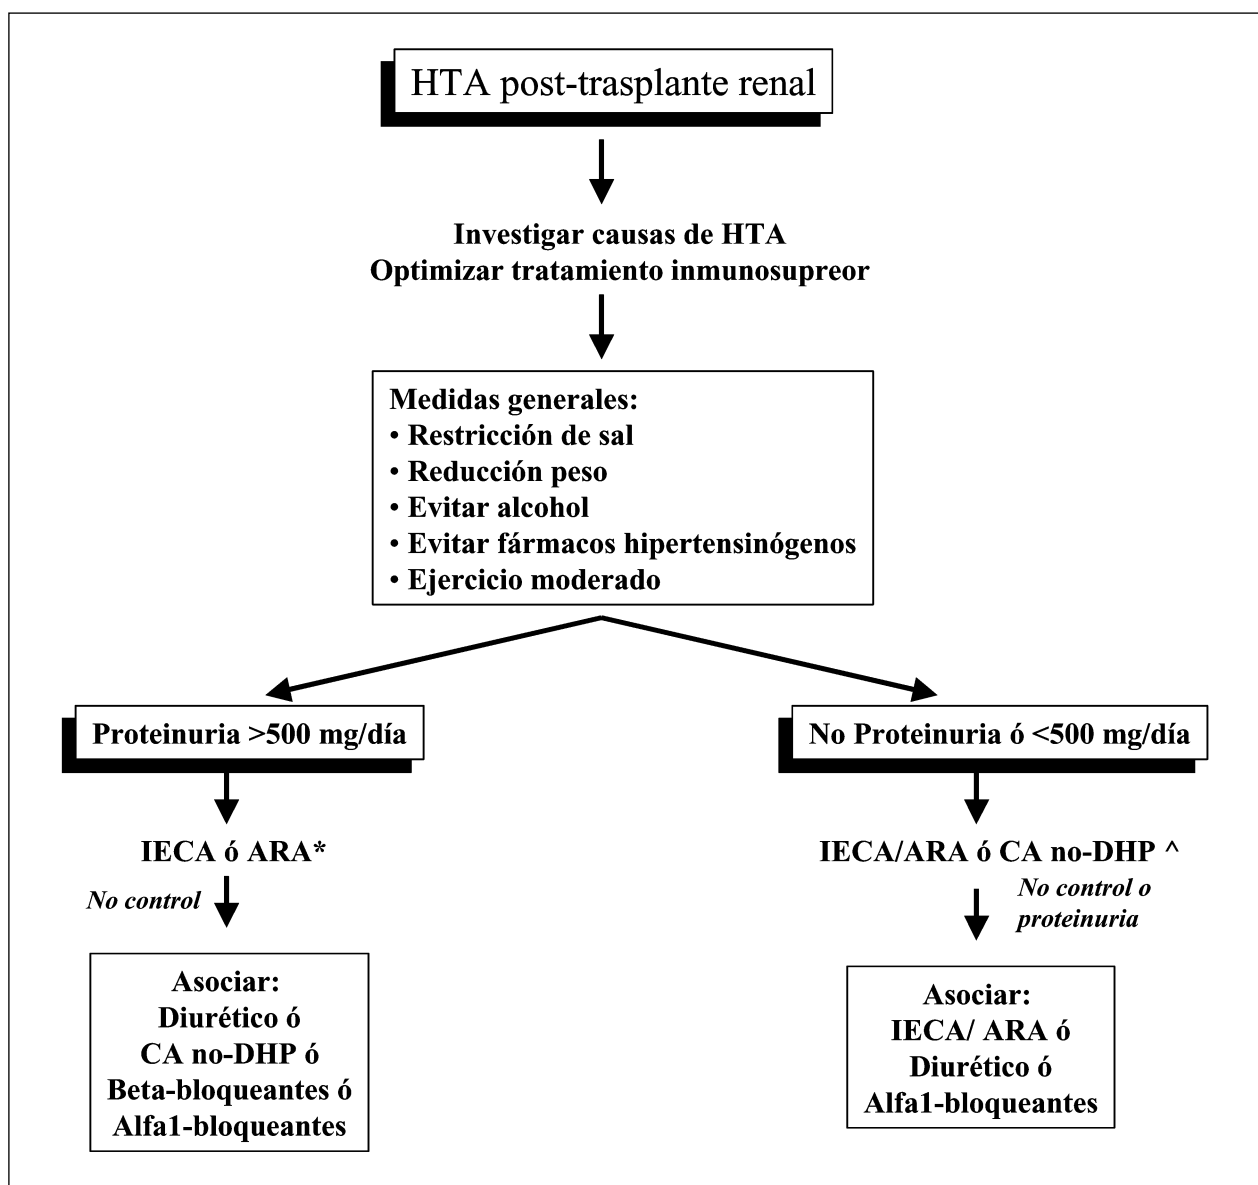 HTA post-trasplante renal
Investigar causas de HTA
Optimizar tratamiento inmunosupreor
Medidas generales:
• Restricción de sal
• Reducción peso
• Evitar alcohol
• Evitar fármacos hipertensinógenos
• Ejercicio moderado
Proteinuria >500 mg/día
IECA ó ARA*
No control
Asociar:
Diurético ó
CA no-DHP ó
Beta-bloqueantes ó
Alfa1-bloqueantes
No Proteinuria ó <500 mg/día
IECA/ARA ó CA no-DHP ^
No control o
proteinuria
Asociar:
IECA/ ARA ó
Diurético ó
Alfa1-bloqueantes